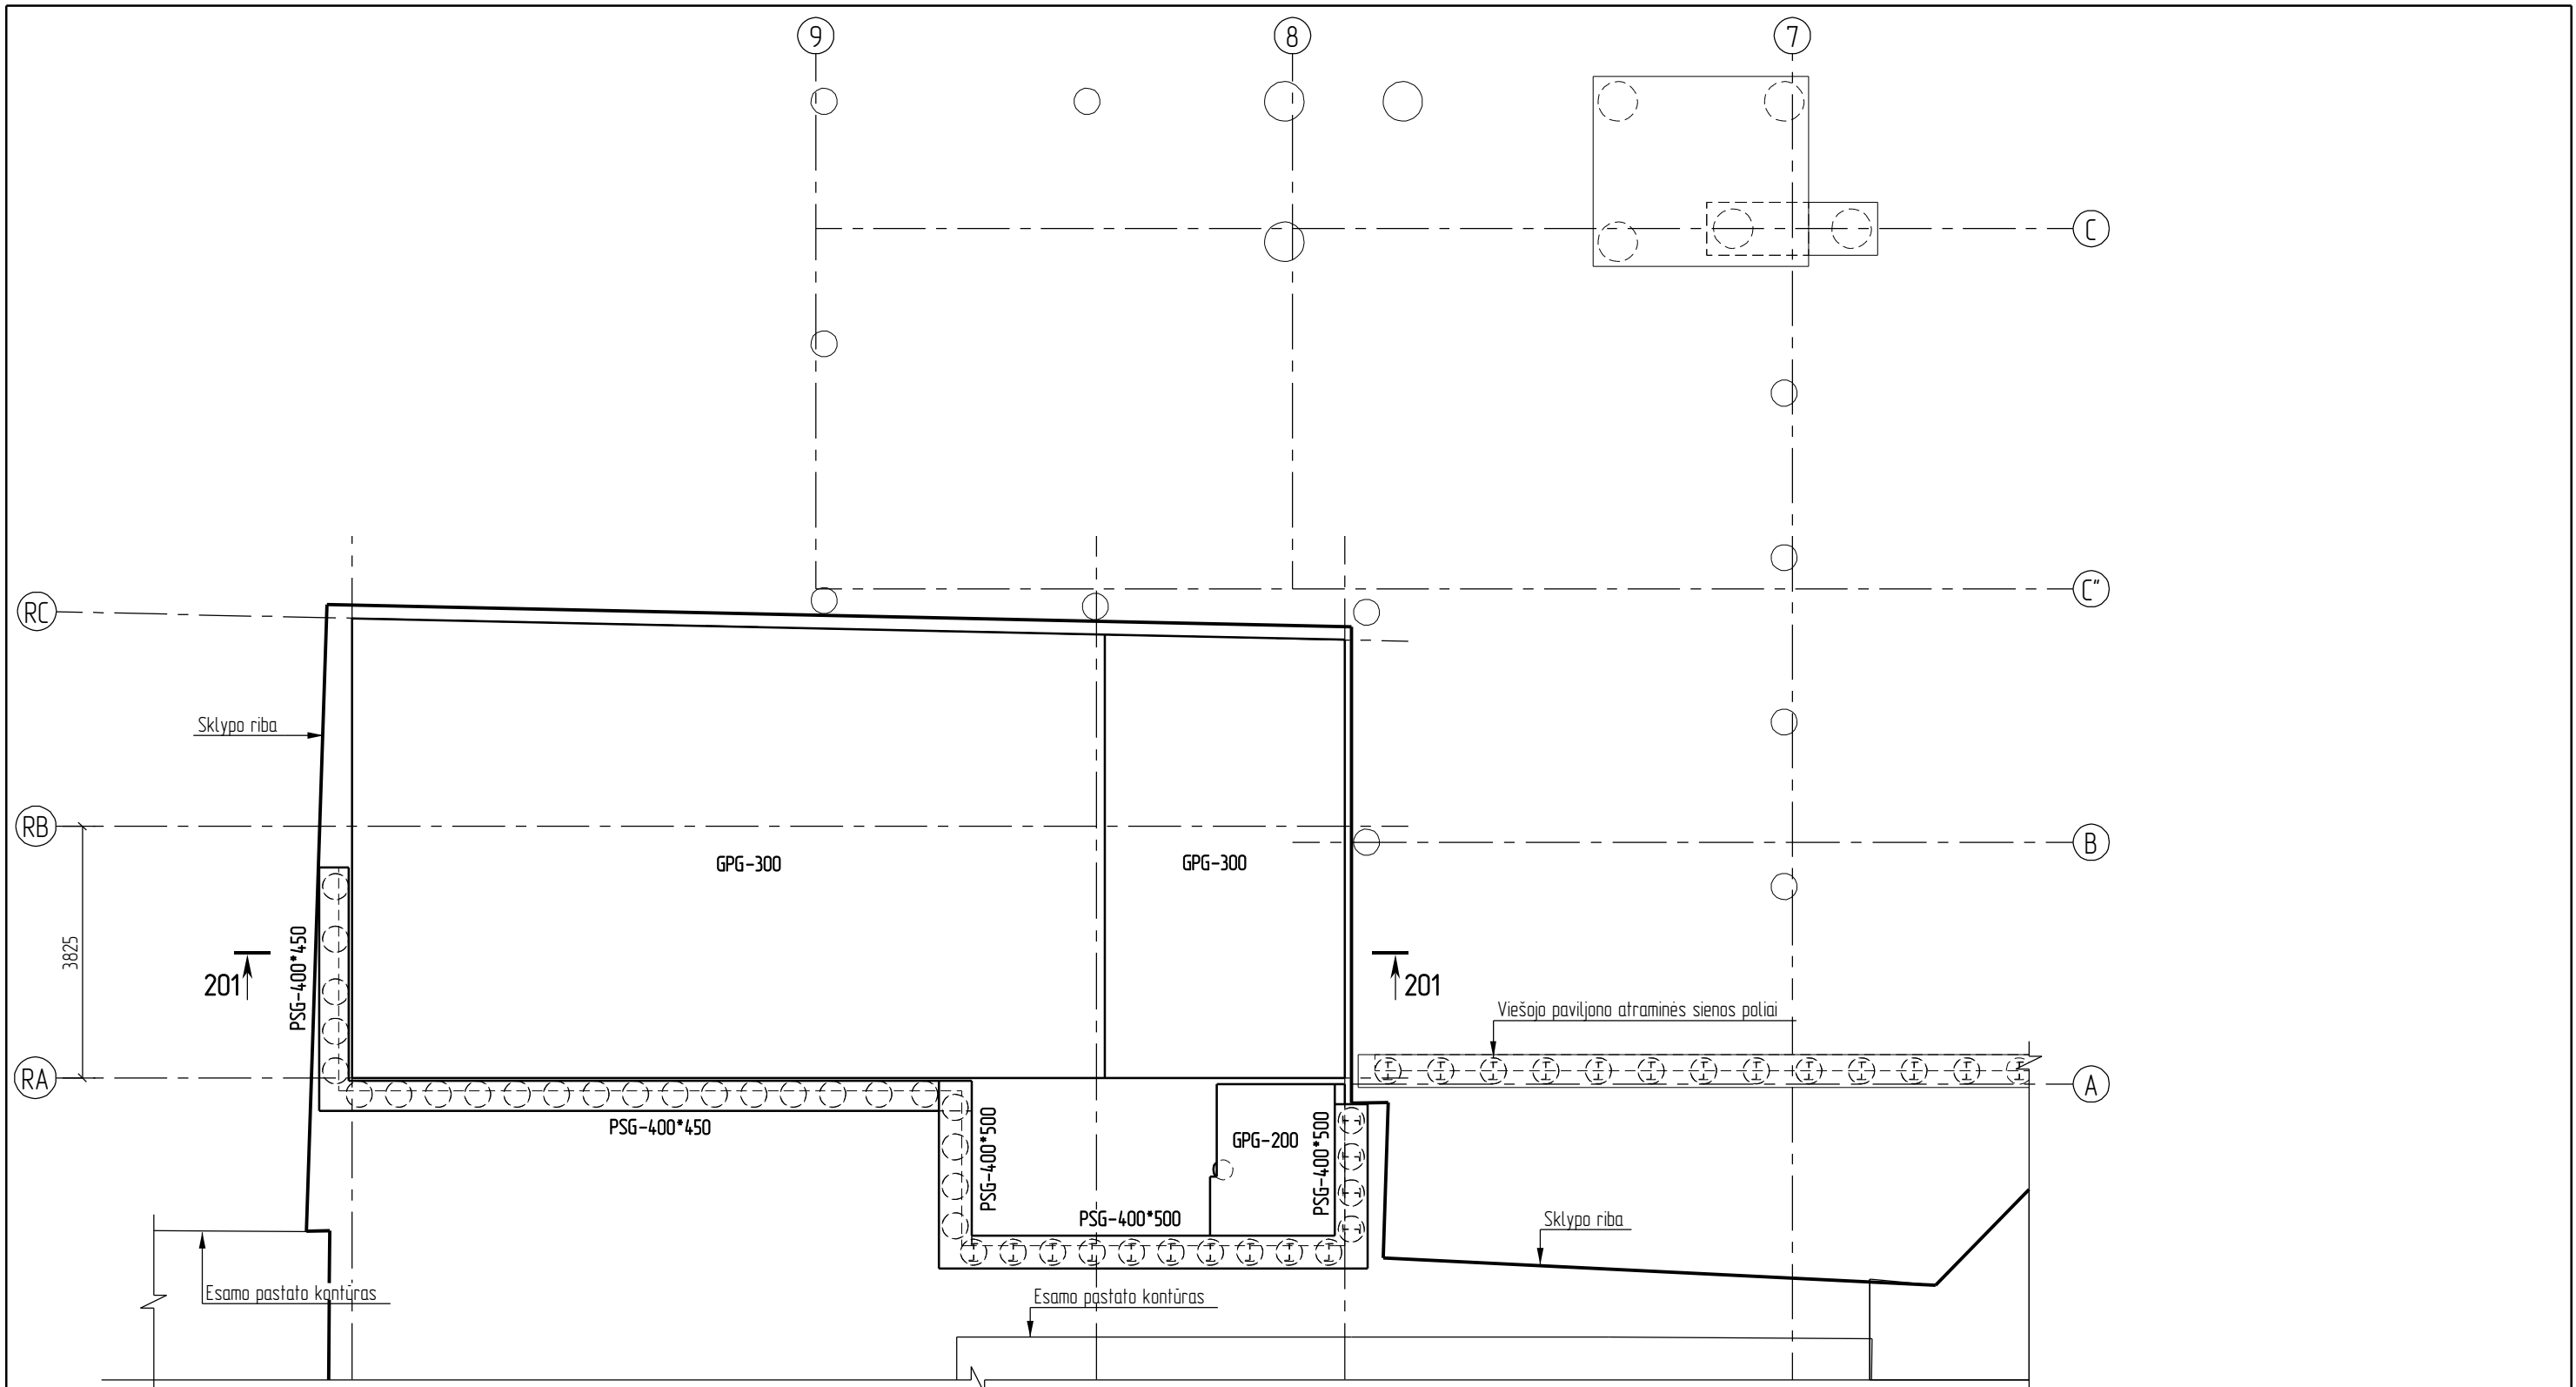 9
8
7
C
C"
RC
Sklypo riba
RB
B
GPG-300
GPG-300
3825
PSG-400*450
201
201
Viešojo paviljono atraminės sienos poliai
RA
A
PSG-400*450
PSG-400*500
GPG-200
PSG-400*500
PSG-400*500
Sklypo riba
Esamo pastato kontūras
Esamo pastato kontūras